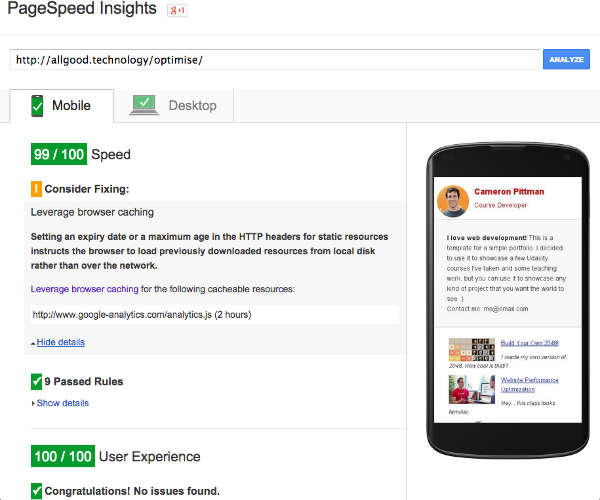 PageSpeed Insights
g +1
http://allgood.technology/optimise/
ANALYZE
Mobile
Desktop
99 / 100 Speed
! Consider Fixing:
Leverage browser caching
Setting an expiry date or a maximum age in the HTTP headers for static resources
instructs the browser to load previously downloaded resources from local disk
rather than over the network.
Leverage browser caching for the following cacheable resources:
http://www.google-analytics.com/analytics.js (2 hours)
Hide details
9 Passed Rules
Show details
100 / 100 User Experience
Congratulations! No issues found.
Cameron Pittman
Course Developer
I love web development! This is a
template for a simple portfolio. I decided
to use it to showcase a few Udacity
courses I've taken and some teaching
work, but you can use it to showcase any
kind of project that you want the world to
see :)
Contact me: me@email.com
Build Your Own 2048!
I made my own version of
2048. How cool is that?
Website Performance
Optimization
Hey... this class looks
familiar.